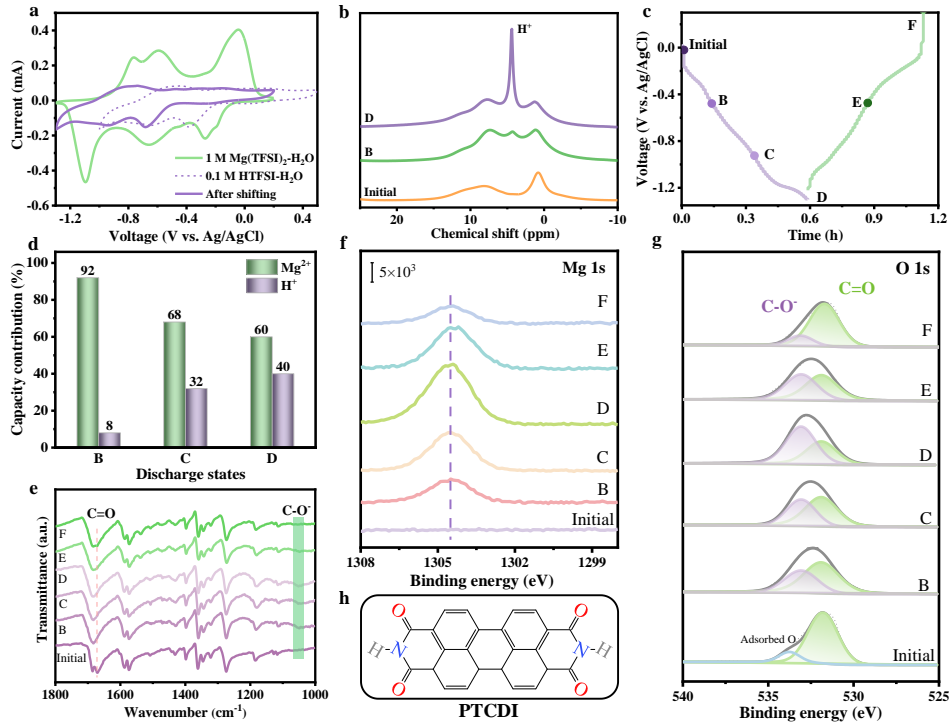 a
Current (mA)
0.4
0.2
0.0
-0.2
-0.4
-0.6
1 M Mg(TFSI)₂-H₂O
0.1 M HTFSI-H₂O
After shifting
-1.2
-0.8
-0.4
0.0
0.4
Voltage (V vs. Ag/AgCl)
b
H⁺
D
B
Initial
25
20
15
10
5
0
-5
-10
Chemical shift (ppm)
c
Voltage (V vs. Ag/AgCl)
0.0
-0.4
-0.8
-1.2
Initial
B
C
D
E
F
0.0
0.3
0.6
0.9
1.2
Time (h)
d
Capacity contribution (%)
100
80
60
40
20
0
92
8
68
32
60
40
Mg²⁺
H⁺
B
C
D
Discharge states
e
Transmittance (a.u.)
C=O
C-O⁻
F
E
D
C
B
Initial
1800
1600
1400
1200
1000
Wavenumber (cm⁻¹)
f
Mg 1s
5×10³
F
E
D
C
B
Initial
1308
1305
1302
1299
Binding energy (eV)
g
O 1s
C-O⁻
C=O
F
E
D
C
B
Adsorbed O
Initial
540
535
530
525
Binding energy (eV)
h
O
O
H
N
N
H
O
O
PTCDI